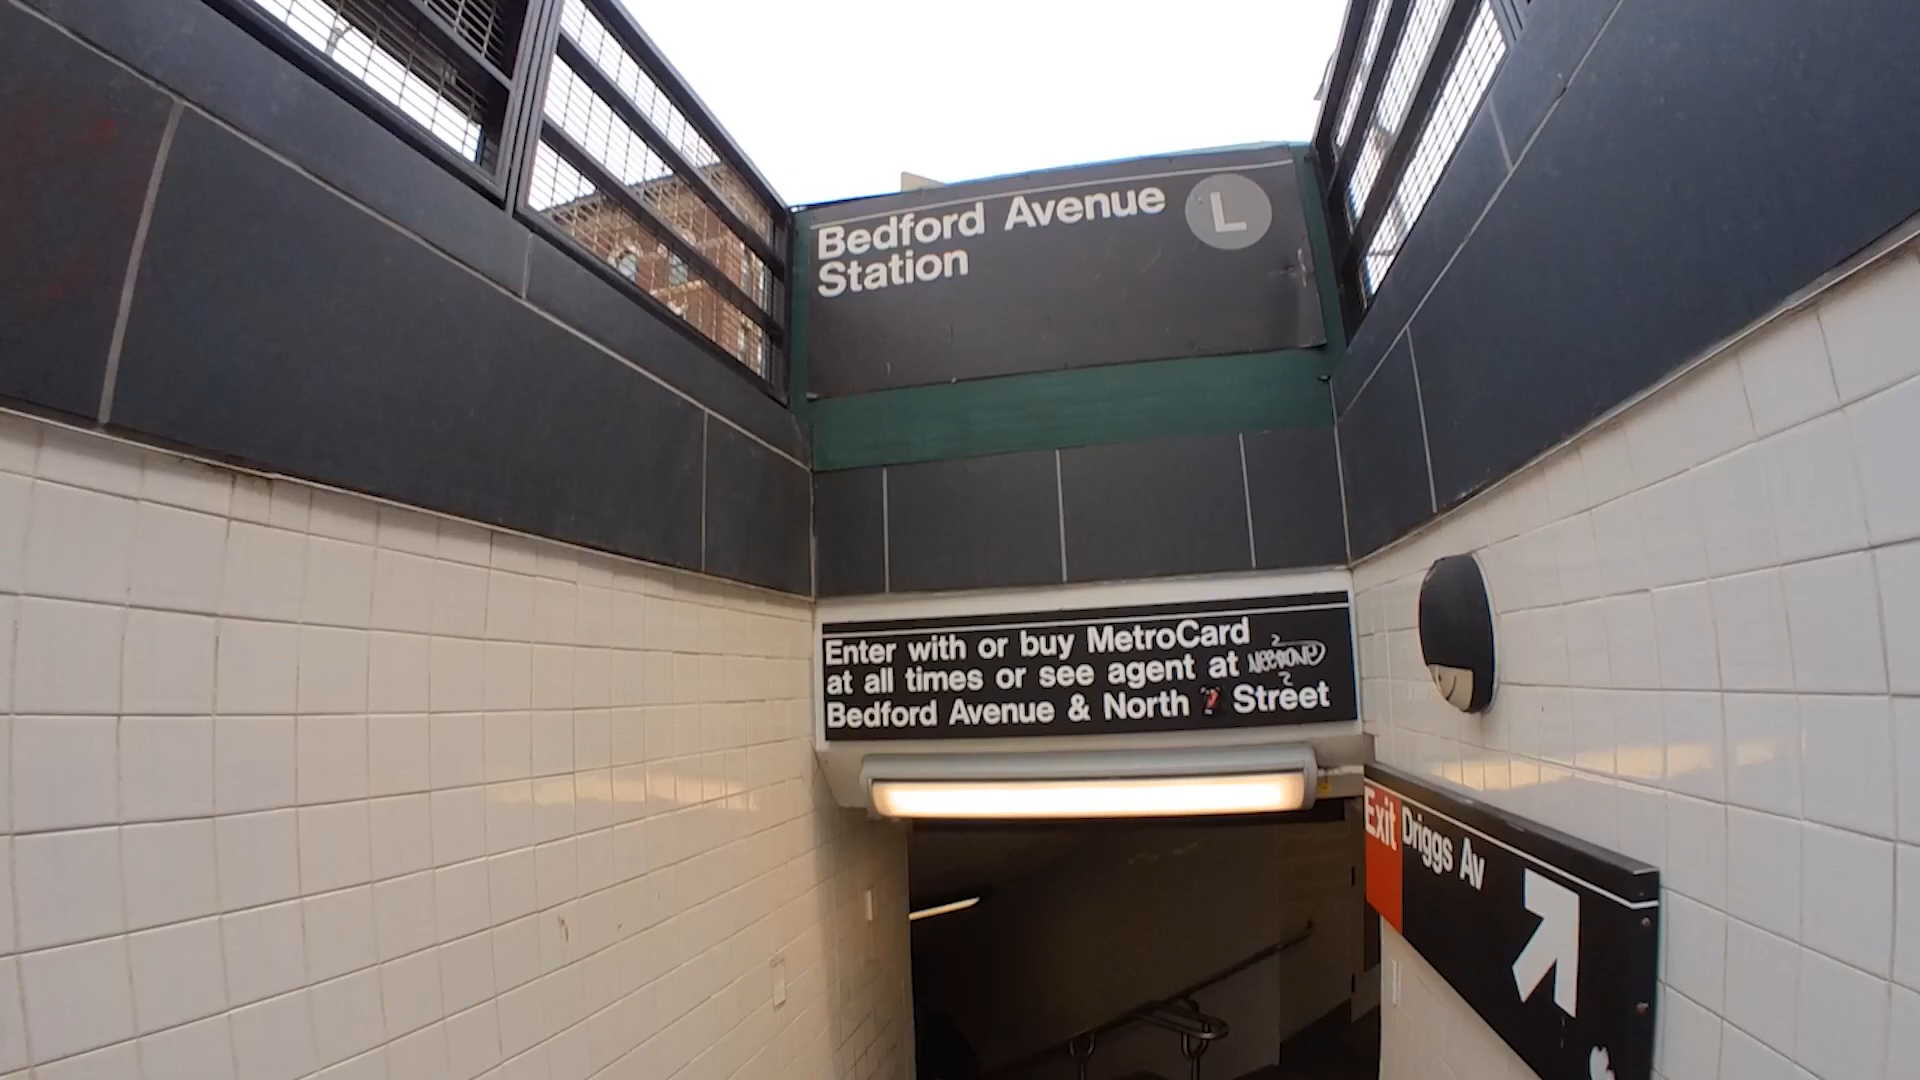 Bedford Avenue L
Station
Enter with or buy MetroCard
at all times or see agent at
Bedford Avenue & North Street
Exit Driggs Av